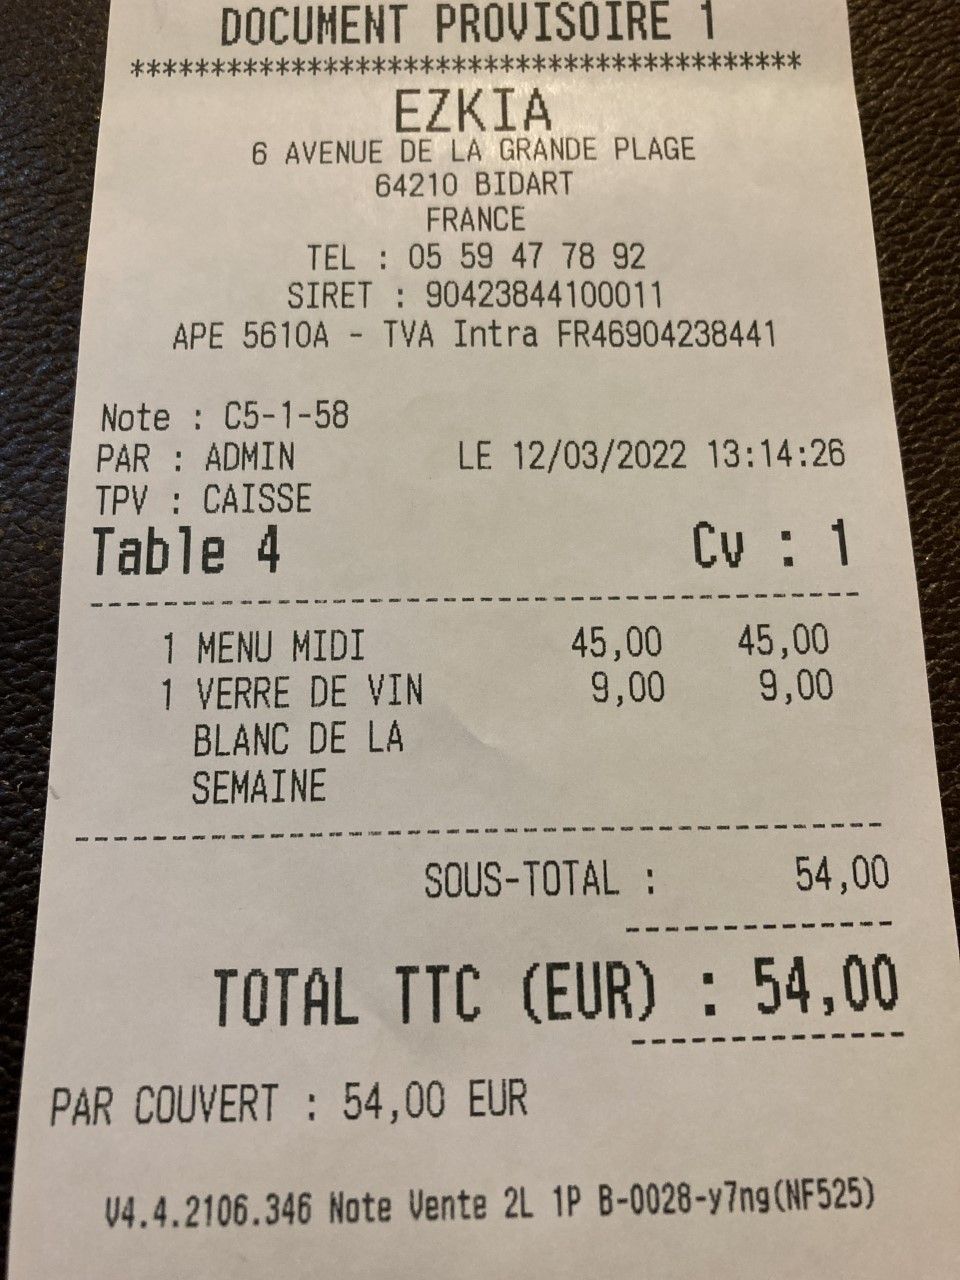 DOCUMENT PROVISOIRE 1
******************************************
EZKIA
6 AVENUE DE LA GRANDE PLAGE
64210 BIDART
FRANCE
TEL : 05 59 47 78 92
SIRET : 90423844100011
APE 5610A - TVA Intra FR46904238441
Note : C5-1-58
PAR : ADMIN LE 12/03/2022 13:14:26
TPV : CAISSE
Table 4 Cv : 1
1 MENU MIDI 45,00 45,00
1 VERRE DE VIN 9,00 9,00
BLANC DE LA
SEMAINE
SOUS-TOTAL : 54,00
TOTAL TTC (EUR) : 54,00
PAR COUVERT : 54,00 EUR
V4.4.2106.346 Note Vente 2L 1P B-0028-y7ng(NF525)